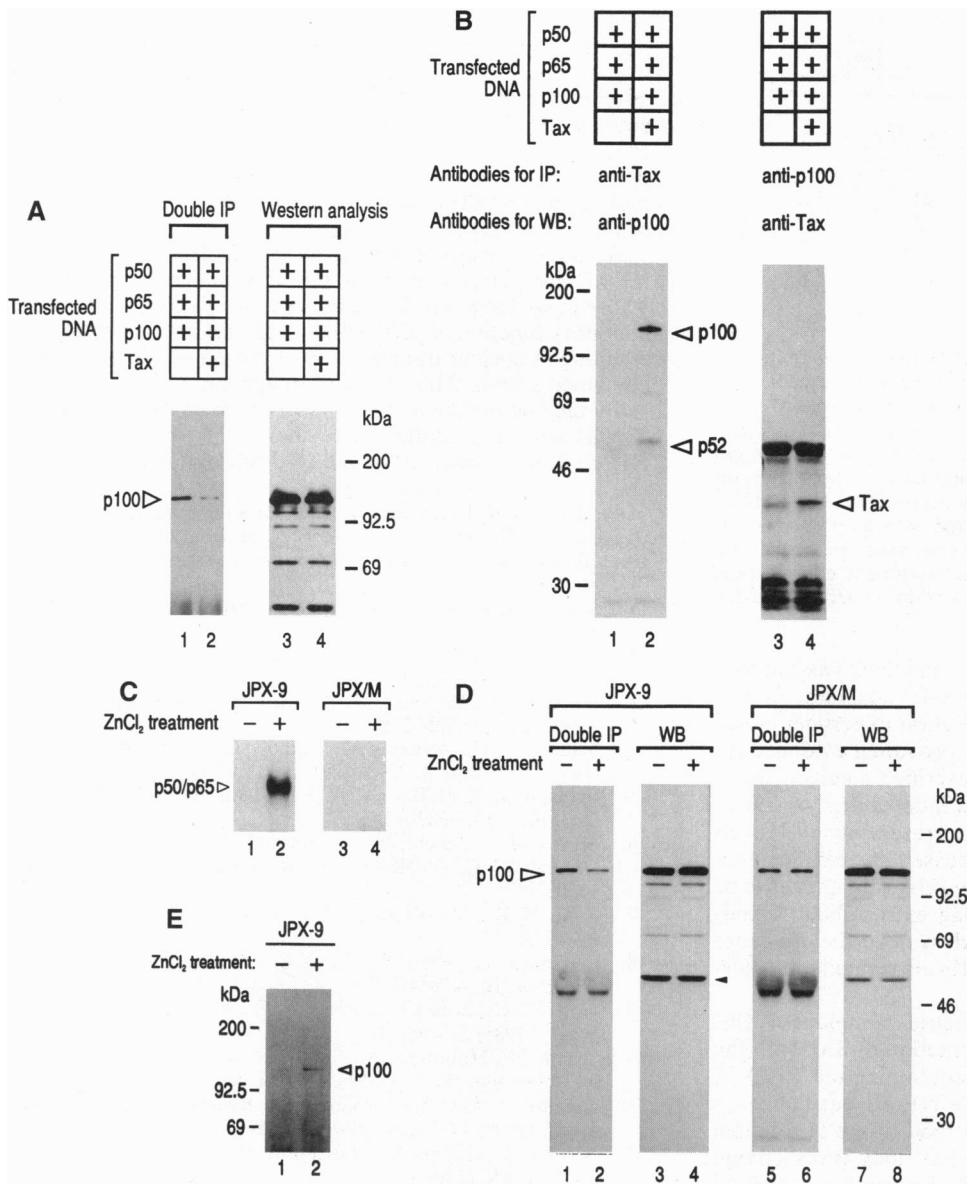 A
Double IP Western analysis
Transfected DNA
p50 + + + +
p65 + + + +
p100 + + + +
Tax + +
kDa
p100
200
92.5
69
1 2 3 4
B
Transfected DNA
p50 + + + +
p65 + + + +
p100 + + + +
Tax + +
Antibodies for IP: anti-Tax anti-p100
Antibodies for WB: anti-p100 anti-Tax
kDa
200
p100
92.5
69
p52
46
Tax
30
1 2 3 4
C
JPX-9 JPX/M
ZnCl₂ treatment − + − +
p50/p65
1 2 3 4
D
JPX-9 JPX/M
Double IP WB Double IP WB
ZnCl₂ treatment − + − + − + − +
kDa
200
p100
92.5
69
46
30
1 2 3 4 5 6 7 8
E
JPX-9
ZnCl₂ treatment: − +
kDa
200
p100
92.5
69
1 2